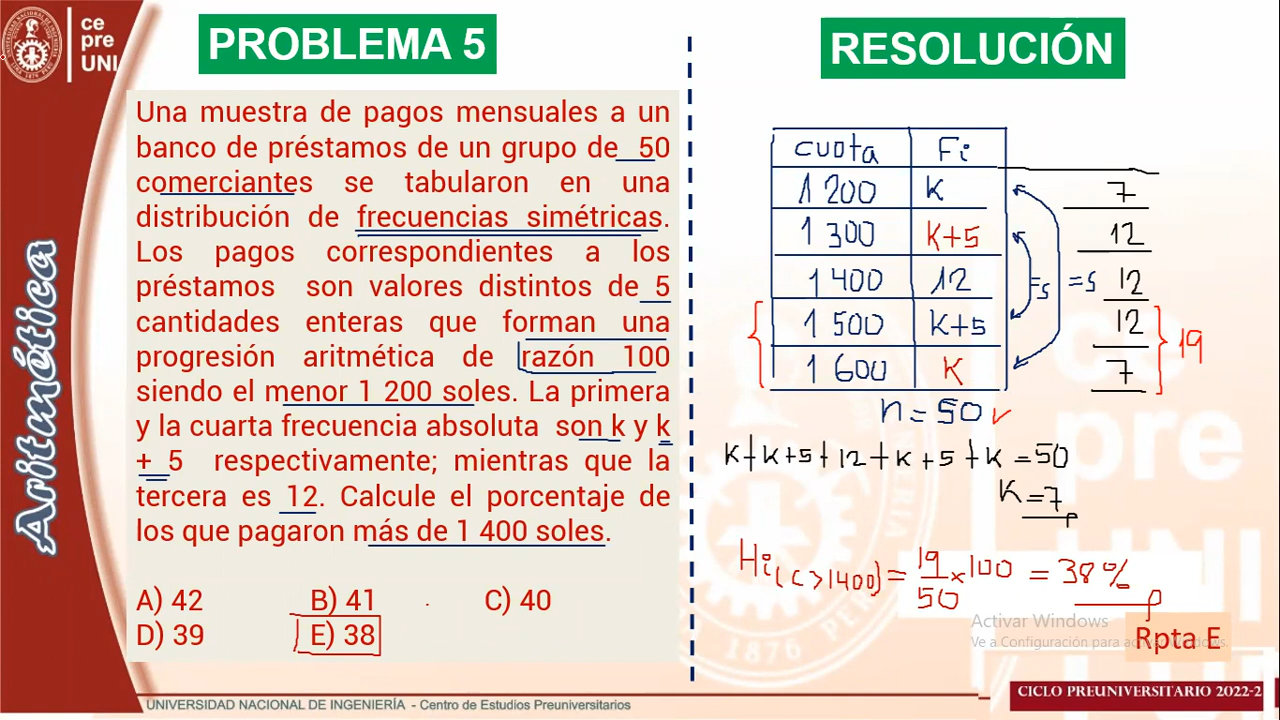 ce
pre
UNI
PROBLEMA 5
Una muestra de pagos mensuales a un
banco de préstamos de un grupo de 50
comerciantes se tabularon en una
distribución de frecuencias simétricas.
Los pagos correspondientes a los
préstamos son valores distintos de 5
cantidades enteras que forman una
progresión aritmética de razón 100
siendo el menor 1 200 soles. La primera
y la cuarta frecuencia absoluta son k y k
+ 5 respectivamente; mientras que la
tercera es 12. Calcule el porcentaje de
los que pagaron más de 1 400 soles.
A) 42 B) 41 C) 40
D) 39 E) 38
Aritmética
RESOLUCIÓN
cuota Fi
1 200 K 7
1 300 K+5 12
1 400 12 =s =s 12
1 500 K+5 12 19
1 600 K 7
n = 50
K+K+5+12+K+5+K = 50
K = 7
Hi(C>1400) = 19/50 x 100 = 38%
Activar Windows
Ve a Configuración para activar Windows.
Rpta E
UNIVERSIDAD NACIONAL DE INGENIERÍA - Centro de Estudios Preuniversitarios
CICLO PREUNIVERSITARIO 2022-2